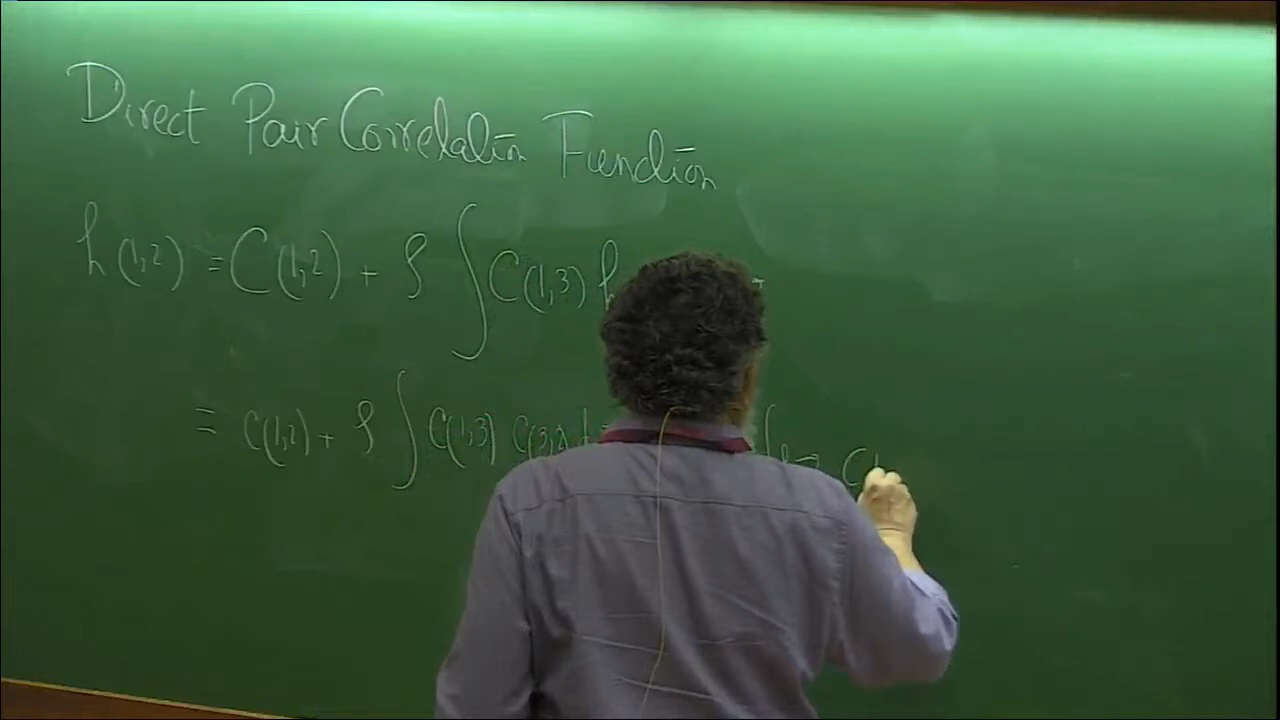 Direct Pair Correlation Function
h(1,2) = C(1,2) + ρ ∫ C(1,3) h
= C(1,2) + ρ ∫ C(1,3) C(3,2) ∫ C